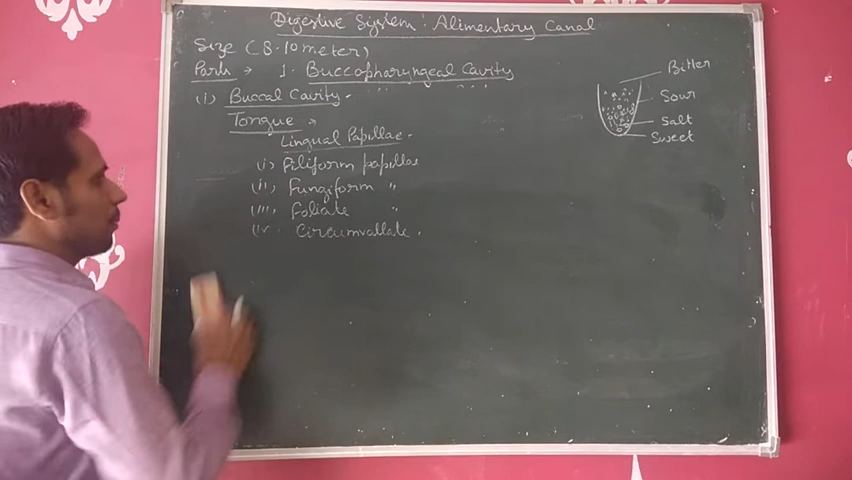 Digestive System : Alimentary Canal
Size (8-10 meter)
Parts → 1. Buccopharyngeal Cavity
(i) Buccal Cavity -
Tongue →
Lingual Papillae -
(i) Filiform papillae
(ii) Fungiform "
(iii) Foliate "
(iv. Circumvallate .
Bitter
Sour
Salt
Sweet